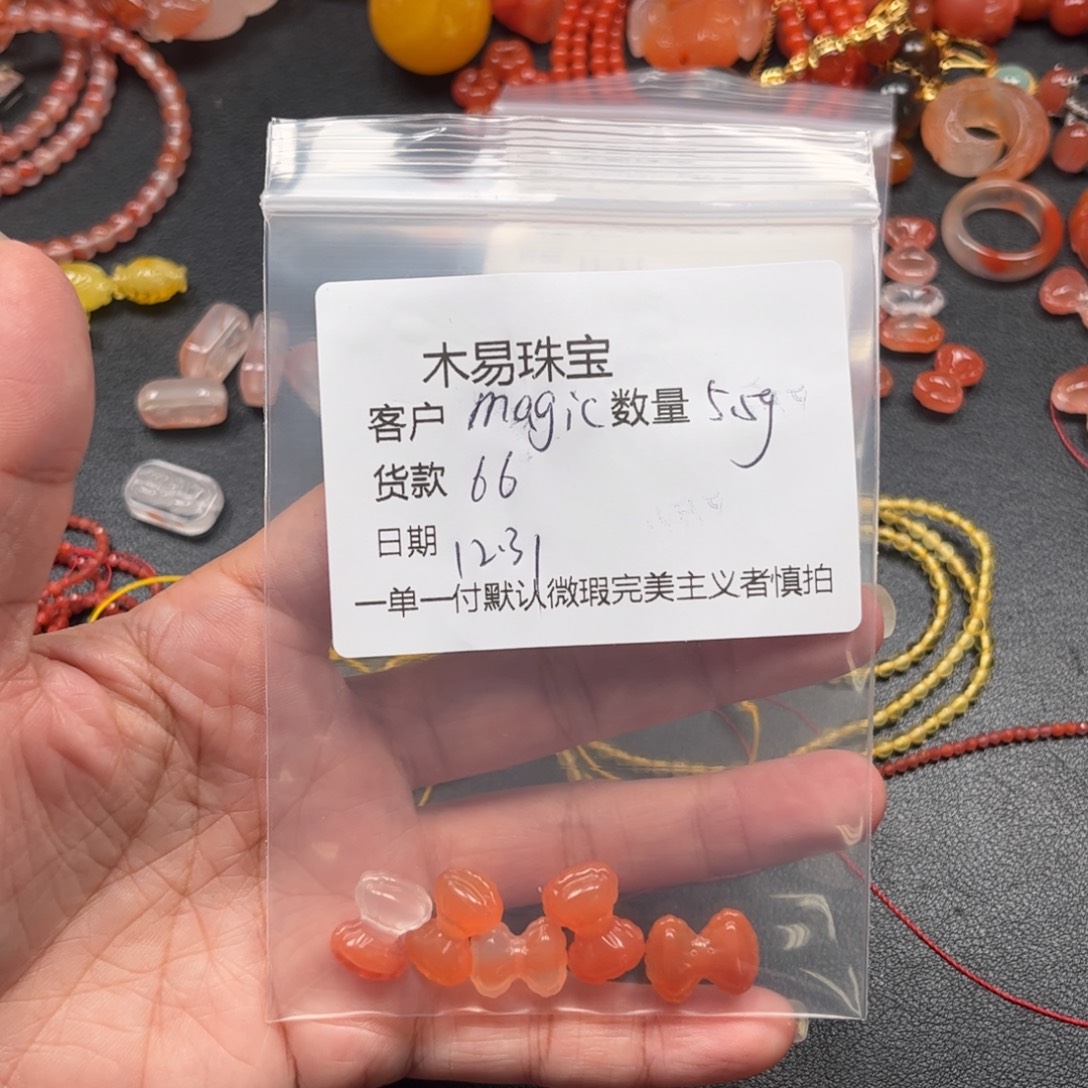 木易珠宝
客户 magic 数量 5.5g
货款 66
日期 12.31
一单一付默认微瑕完美主义者慎拍